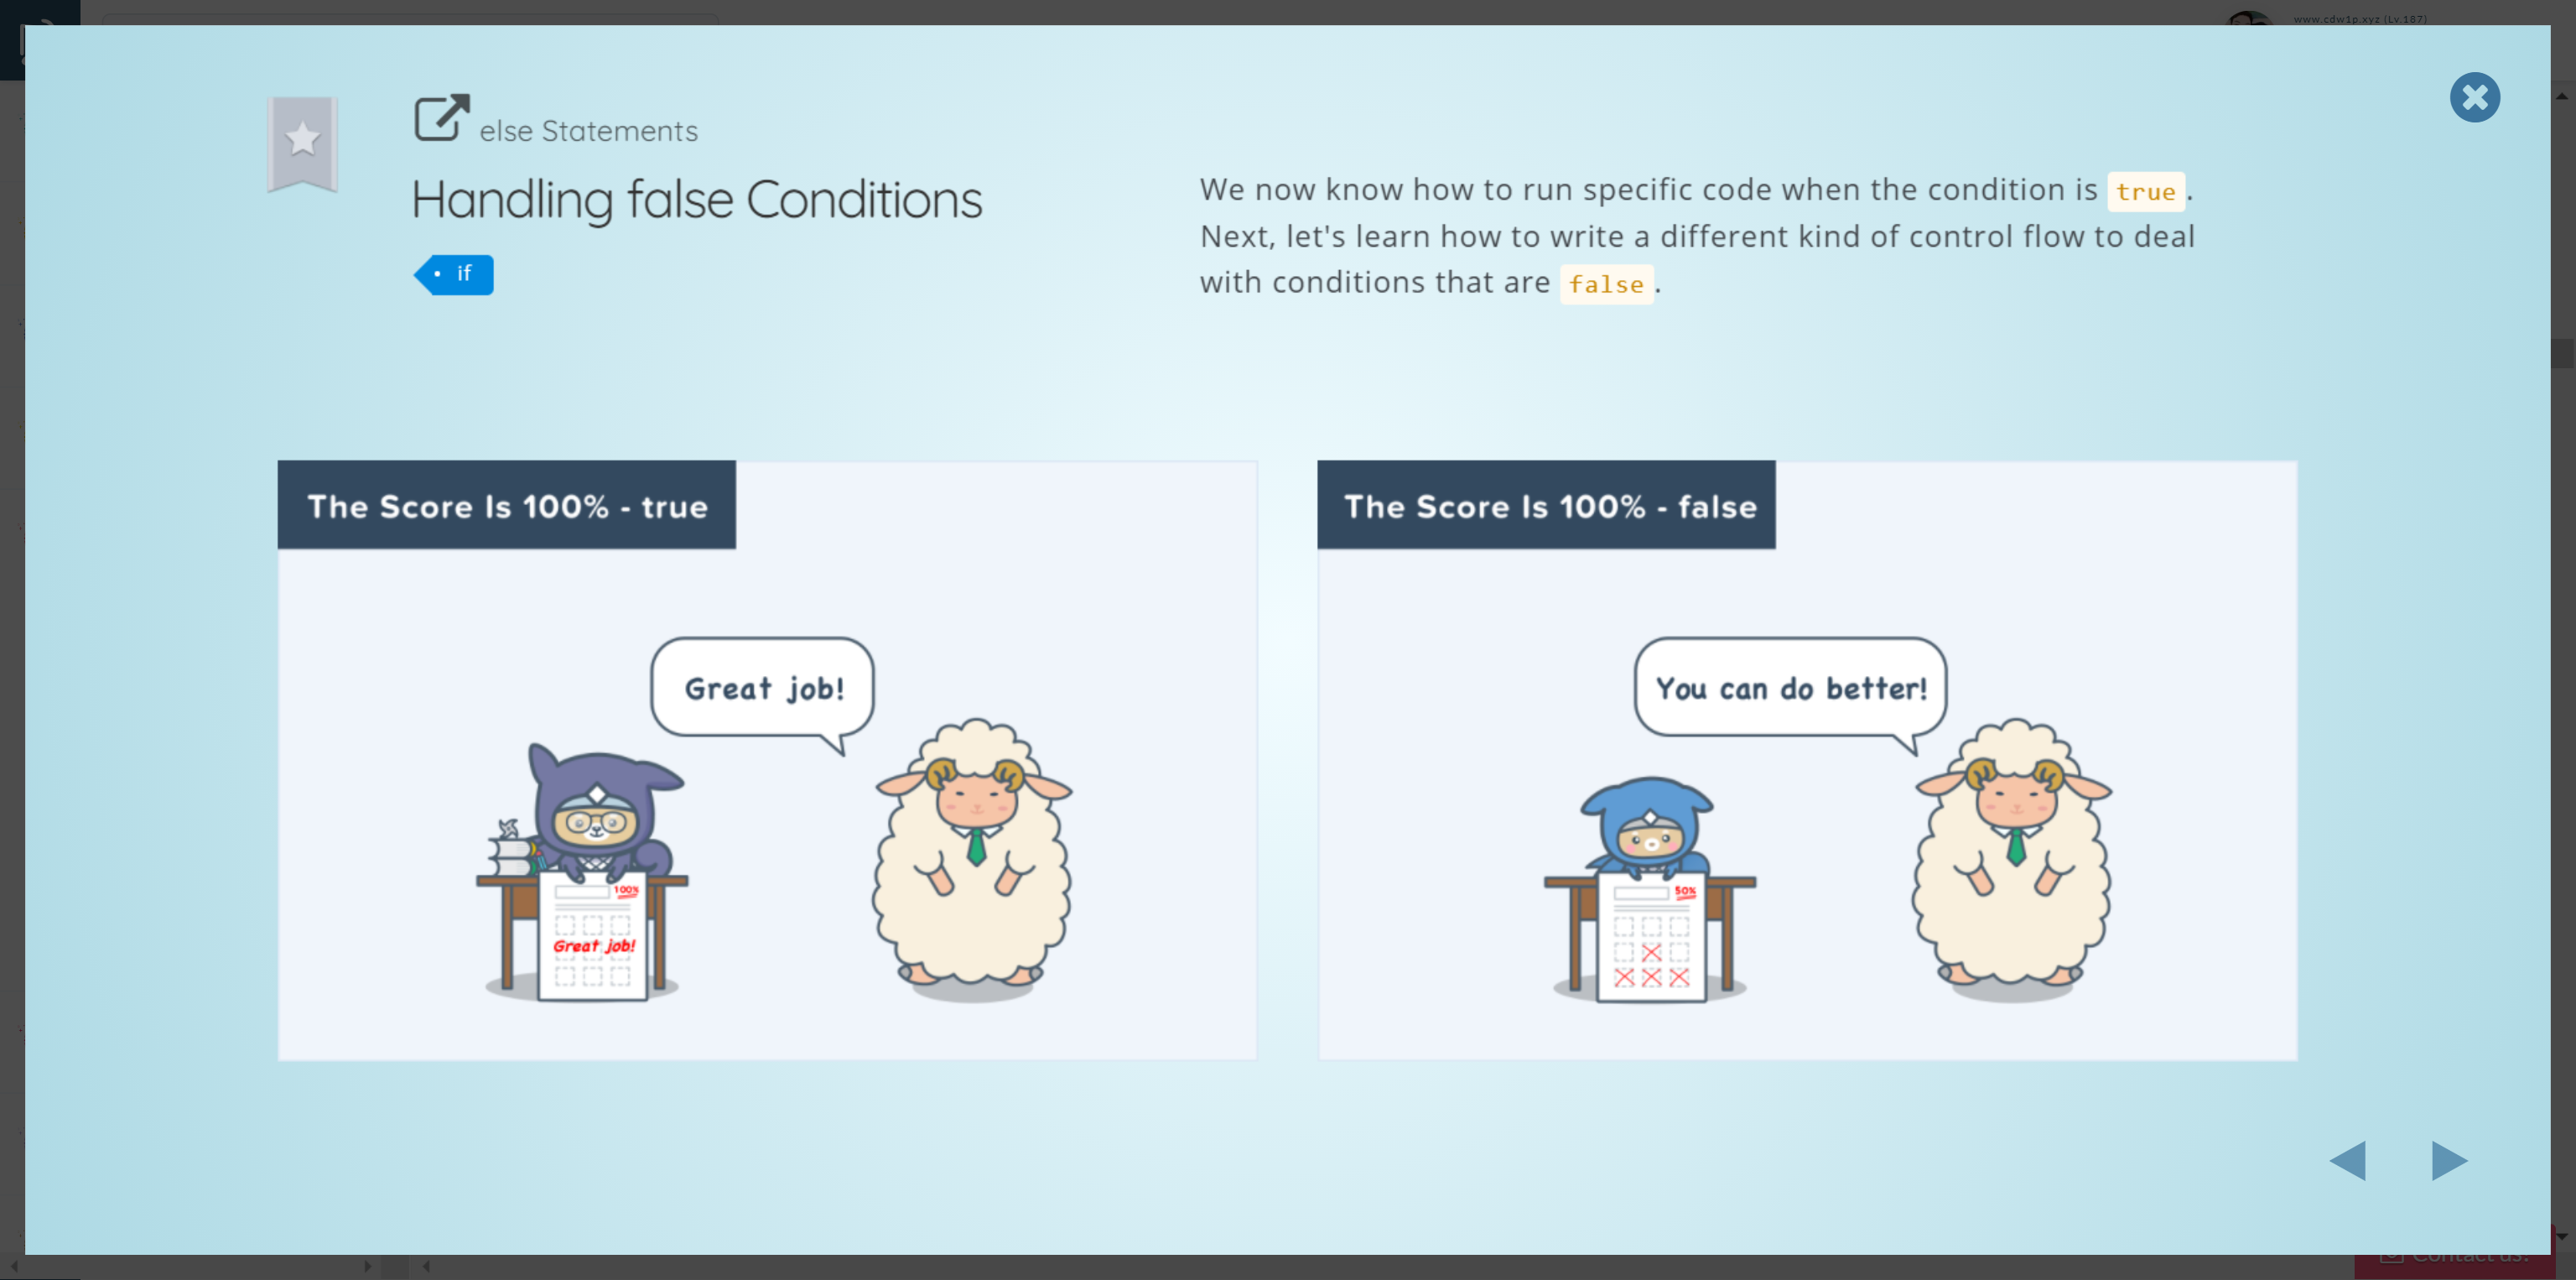 www.cdw1p.xyz (Lv.187)
else Statements
Handling false Conditions
if
We now know how to run specific code when the condition is true.
Next, let's learn how to write a different kind of control flow to deal
with conditions that are false.
The Score Is 100% - true
Great job!
100%
Great job!
The Score Is 100% - false
You can do better!
50%
Contact us!